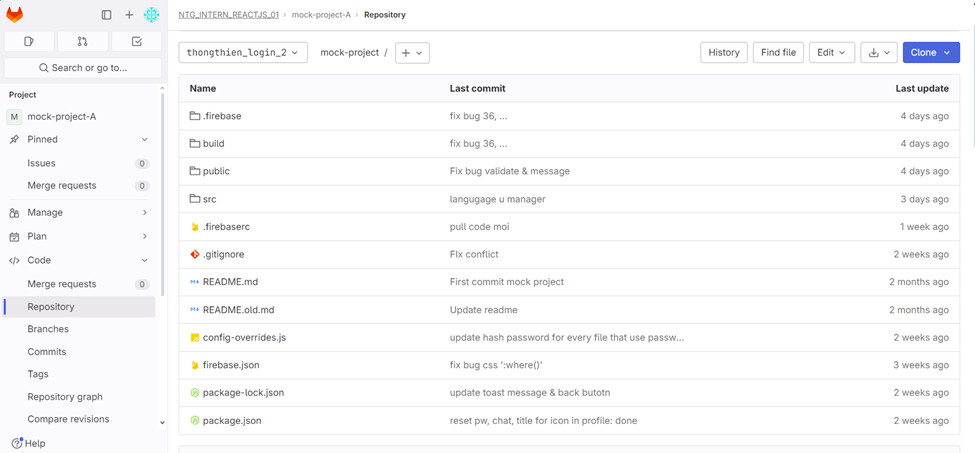 NTG_INTERN_REACTJS_01 > mock-project-A > Repository
Search or go to...
Project
M mock-project-A
Pinned
Issues 0
Merge requests 0
Manage
Plan
Code
Merge requests 0
Repository
Branches
Commits
Tags
Repository graph
Compare revisions
Help
thongthien_login_2 mock-project / + History Find file Edit Clone
Name Last commit Last update
.firebase fix bug 36, ... 4 days ago
build fix bug 36, ... 4 days ago
public Fix bug validate & message 4 days ago
src langugage u manager 3 days ago
.firebaserc pull code moi 1 week ago
.gitignore FIx conflict 2 weeks ago
README.md First commit mock project 2 months ago
README.old.md Update readme 2 months ago
config-overrides.js update hash password for every file that use passw... 2 weeks ago
firebase.json fix bug css ':where()' 3 weeks ago
package-lock.json update toast message & back butotn 2 weeks ago
package.json reset pw, chat, title for icon in profile: done 2 weeks ago